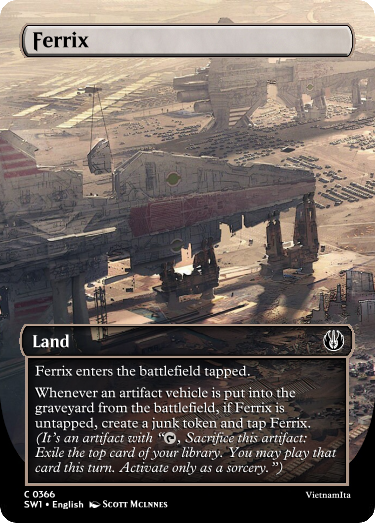 Ferrix
Land
Ferrix enters the battlefield tapped.
Whenever an artifact vehicle is put into the
graveyard from the battlefield, if Ferrix is
untapped, create a junk token and tap Ferrix.
(It's an artifact with “, Sacrifice this artifact:
Exile the top card of your library. You may play that
card this turn. Activate only as a sorcery.”)
C 0366
SW1 • English Scott McInnes
VietnamIta